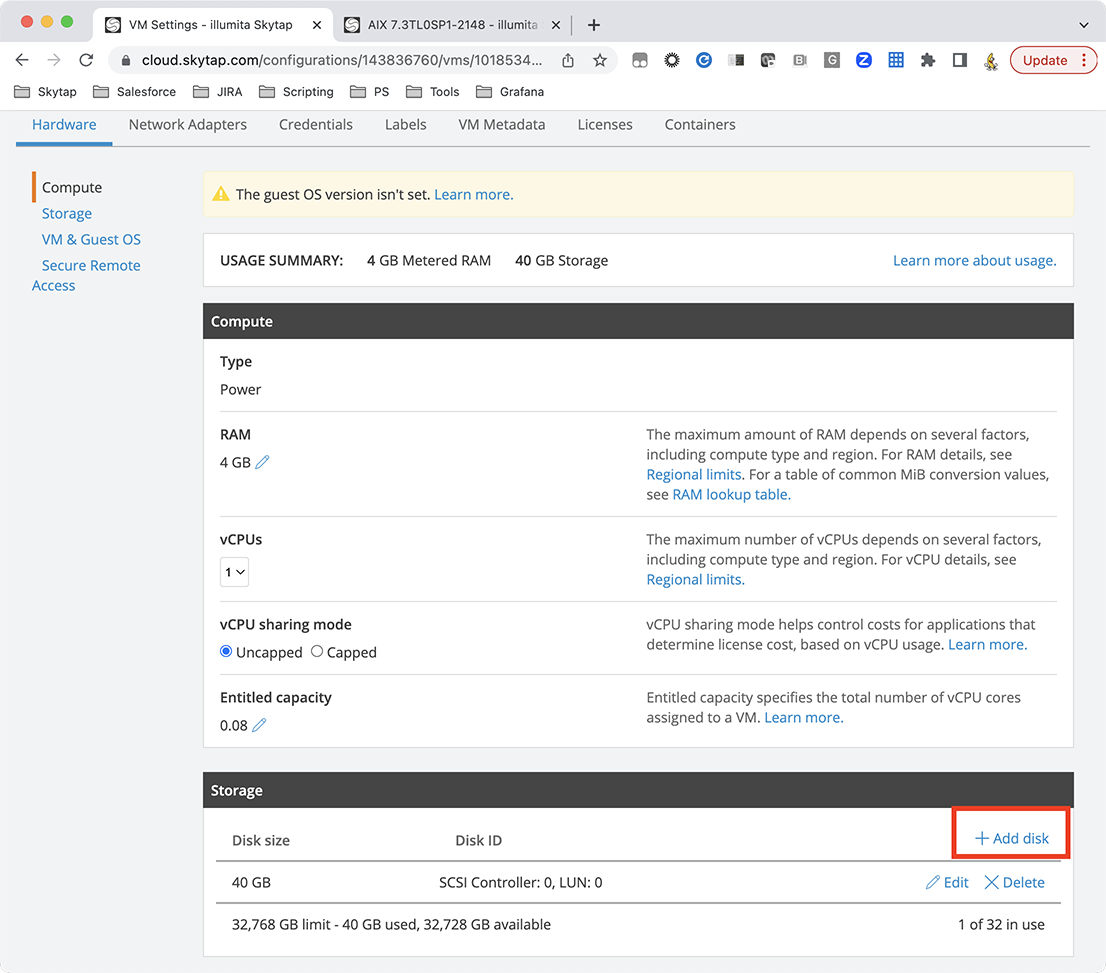 VM Settings - illumita Skytap
AIX 7.3TL0SP1-2148 - illumita
cloud.skytap.com/configurations/143836760/vms/1018534...
Update
Skytap
Salesforce
JIRA
Scripting
PS
Tools
Grafana
Hardware
Network Adapters
Credentials
Labels
VM Metadata
Licenses
Containers
Compute
Storage
VM & Guest OS
Secure Remote
Access
The guest OS version isn't set. Learn more.
USAGE SUMMARY: 4 GB Metered RAM 40 GB Storage Learn more about usage.
Compute
Type
Power
RAM
4 GB
The maximum amount of RAM depends on several factors,
including compute type and region. For RAM details, see
Regional limits. For a table of common MiB conversion values,
see RAM lookup table.
vCPUs
1
The maximum number of vCPUs depends on several factors,
including compute type and region. For vCPU details, see
Regional limits.
vCPU sharing mode
Uncapped Capped
vCPU sharing mode helps control costs for applications that
determine license cost, based on vCPU usage. Learn more.
Entitled capacity
0.08
Entitled capacity specifies the total number of vCPU cores
assigned to a VM. Learn more.
Storage
Disk size Disk ID + Add disk
40 GB SCSI Controller: 0, LUN: 0 Edit Delete
32,768 GB limit - 40 GB used, 32,728 GB available 1 of 32 in use